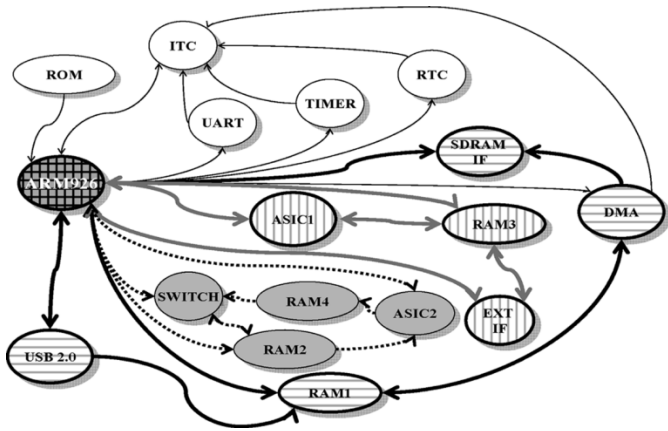 ITC
ROM
RTC
TIMER
UART
SDRAM
IF
ARM926
DMA
ASIC1
RAM3
SWITCH
RAM4
ASIC2
EXT
IF
RAM2
USB 2.0
RAM1